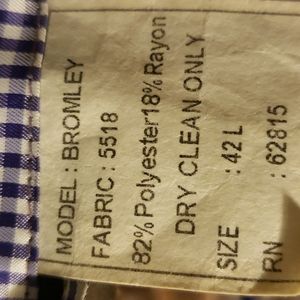 MODEL : BROMLEY
FABRIC : 5518
82% Polyester18% Rayon
DRY CLEAN ONLY
SIZE : 42 L
RN : 62815